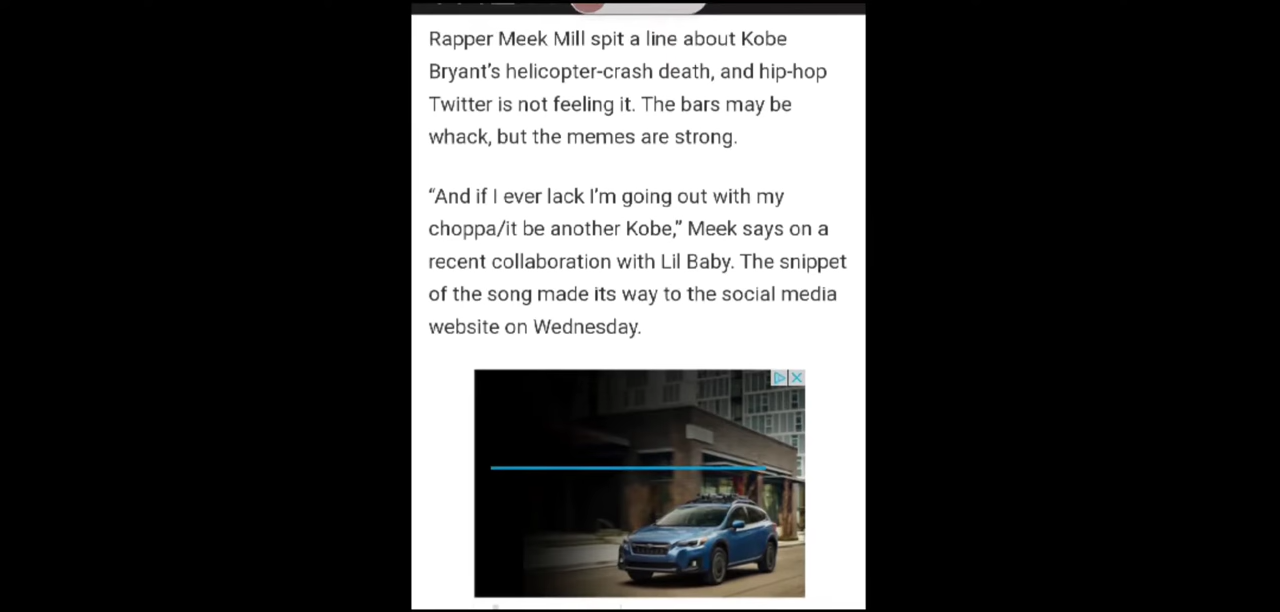 Rapper Meek Mill spit a line about Kobe
Bryant's helicopter-crash death, and hip-hop
Twitter is not feeling it. The bars may be
whack, but the memes are strong.
“And if I ever lack I'm going out with my
choppa/it be another Kobe,” Meek says on a
recent collaboration with Lil Baby. The snippet
of the song made its way to the social media
website on Wednesday.